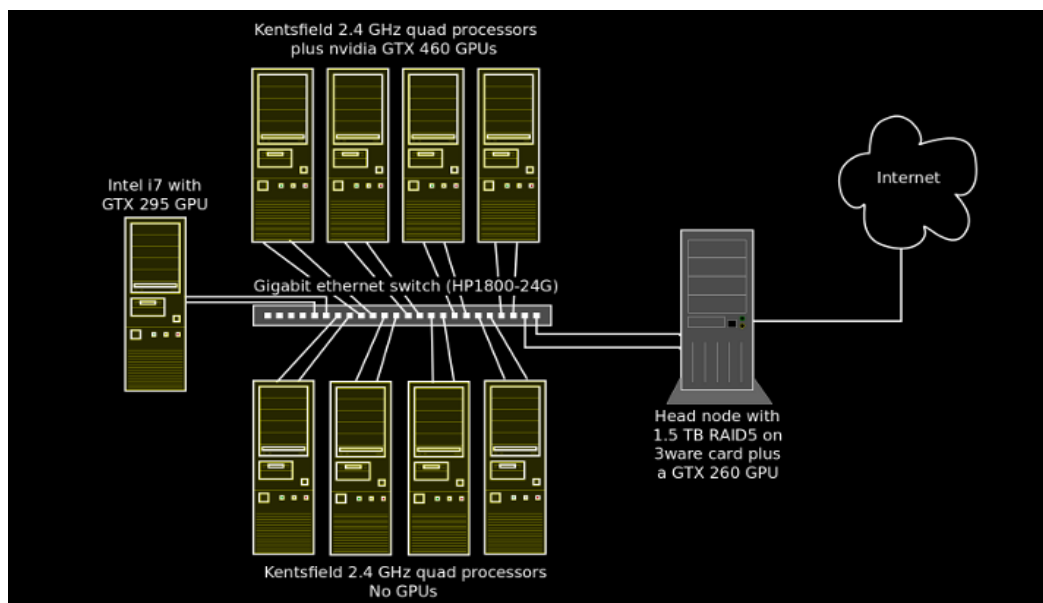 Kentsfield 2.4 GHz quad processors
plus nvidia GTX 460 GPUs
Intel i7 with
GTX 295 GPU
Internet
Gigabit ethernet switch (HP1800-24G)
Head node with
1.5 TB RAID5 on
3ware card plus
a GTX 260 GPU
Kentsfield 2.4 GHz quad processors
No GPUs